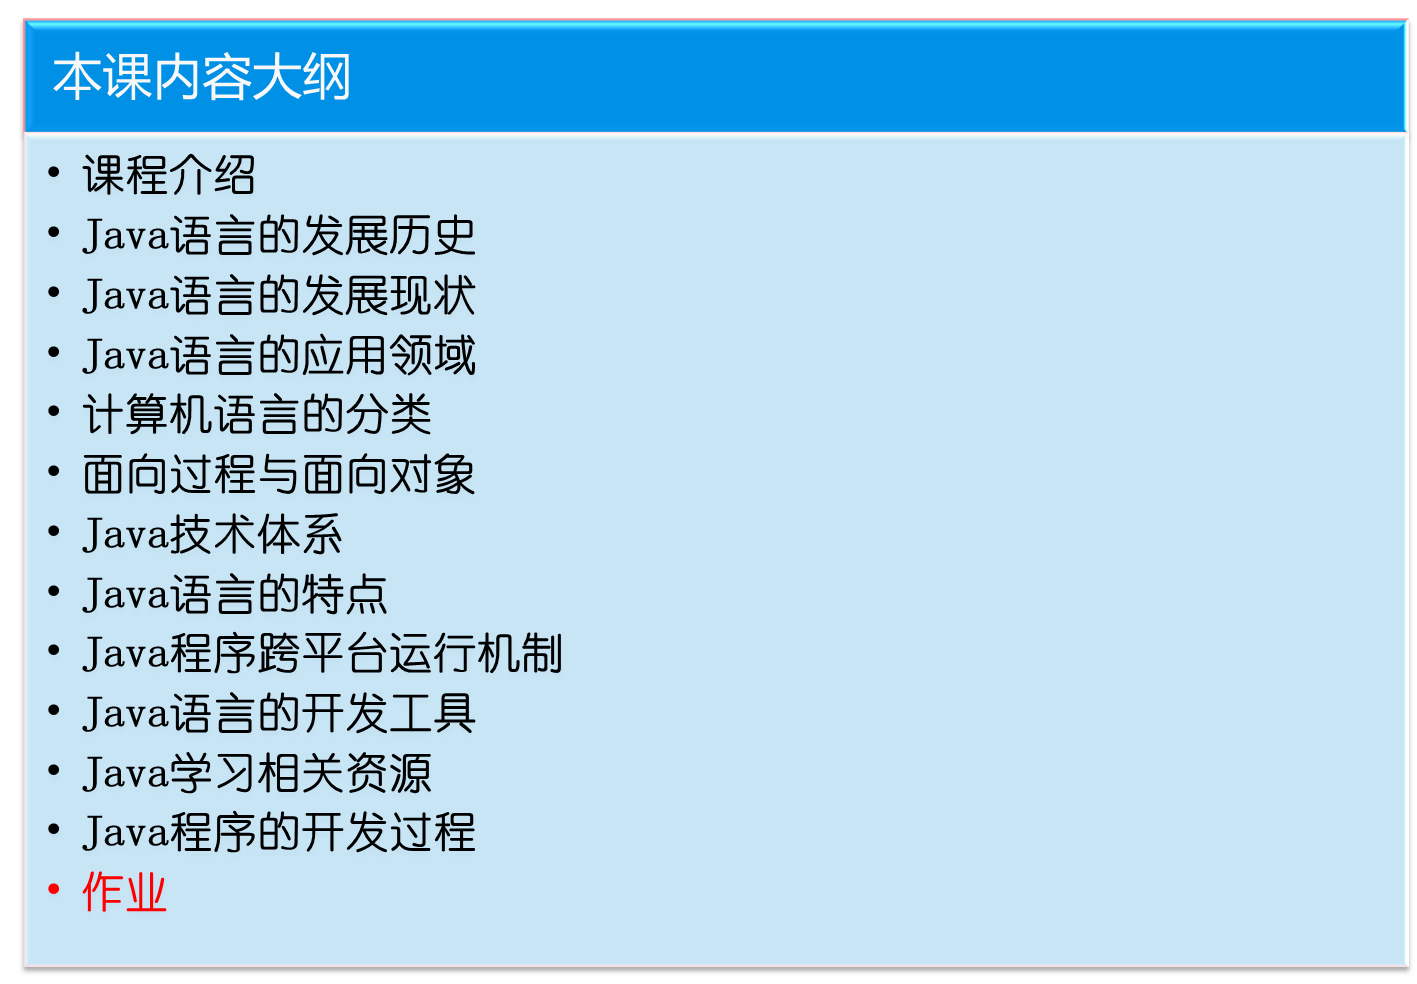 本课内容大纲
• 课程介绍
• Java语言的发展历史
• Java语言的发展现状
• Java语言的应用领域
• 计算机语言的分类
• 面向过程与面向对象
• Java技术体系
• Java语言的特点
• Java程序跨平台运行机制
• Java语言的开发工具
• Java学习相关资源
• Java程序的开发过程
• 作业